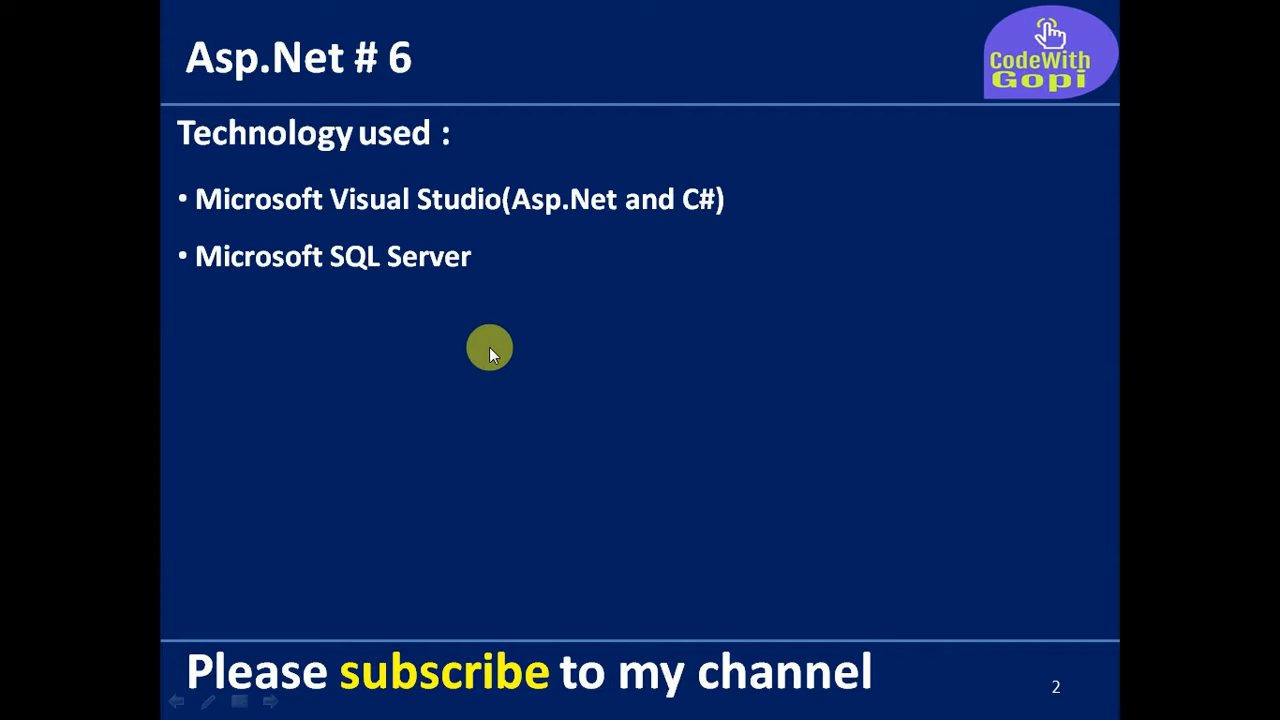 Asp.Net # 6
CodeWith
Gopi
Technology used :
• Microsoft Visual Studio(Asp.Net and C#)
• Microsoft SQL Server
Please subscribe to my channel
2